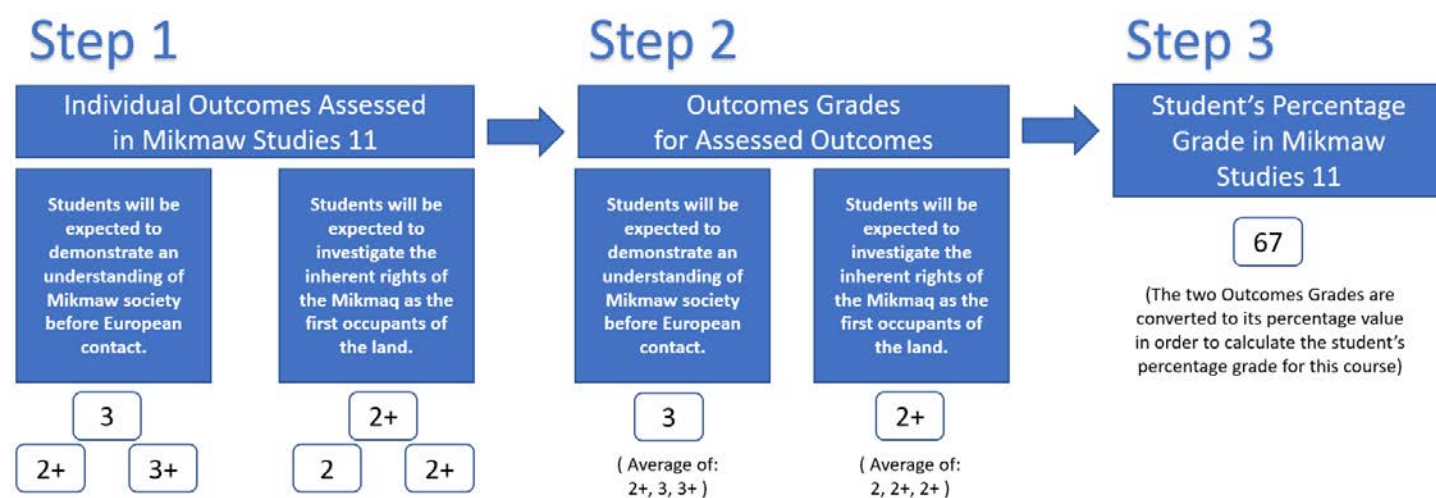 Step 1
Individual Outcomes Assessed
in Mikmaw Studies 11
Students will be
expected to
demonstrate an
understanding of
Mikmaw society
before European
contact.
3
2+
3+
Students will be
expected to
investigate the
inherent rights of
the Mikmaq as the
first occupants of
the land.
2+
2
2+
Step 2
Outcomes Grades
for Assessed Outcomes
Students will be
expected to
demonstrate an
understanding of
Mikmaw society
before European
contact.
3
( Average of:
2+, 3, 3+ )
Students will be
expected to
investigate the
inherent rights of
the Mikmaq as the
first occupants of
the land.
2+
( Average of:
2, 2+, 2+ )
Step 3
Student’s Percentage
Grade in Mikmaw
Studies 11
67
(The two Outcomes Grades are
converted to its percentage value
in order to calculate the student’s
percentage grade for this course)